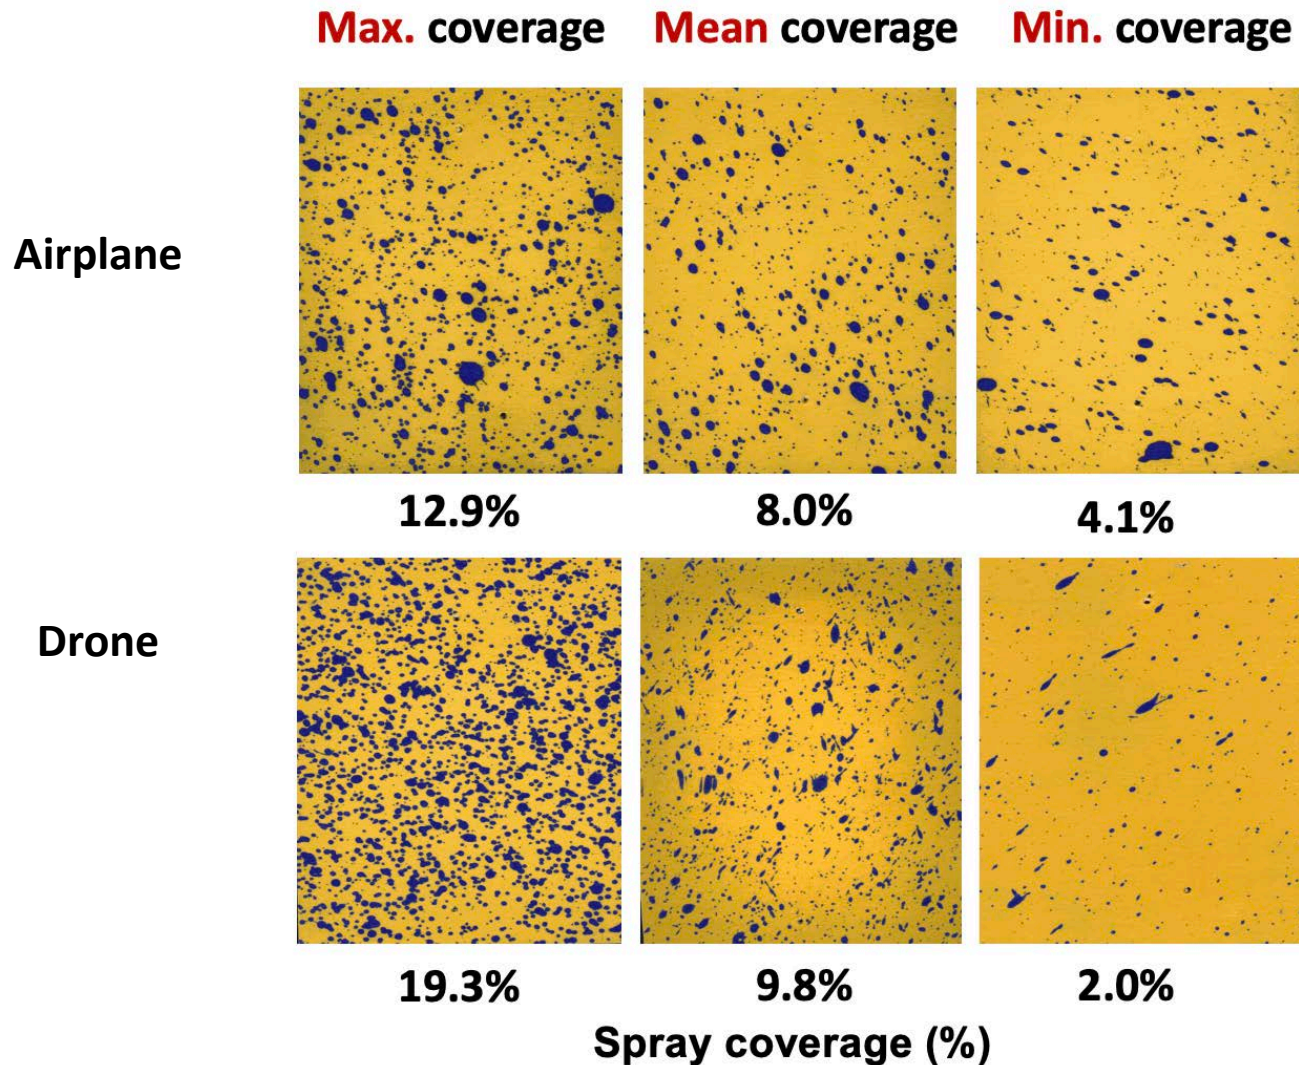 Max. coverage Mean coverage Min. coverage
Airplane
12.9% 8.0% 4.1%
Drone
19.3% 9.8% 2.0%
Spray coverage (%)